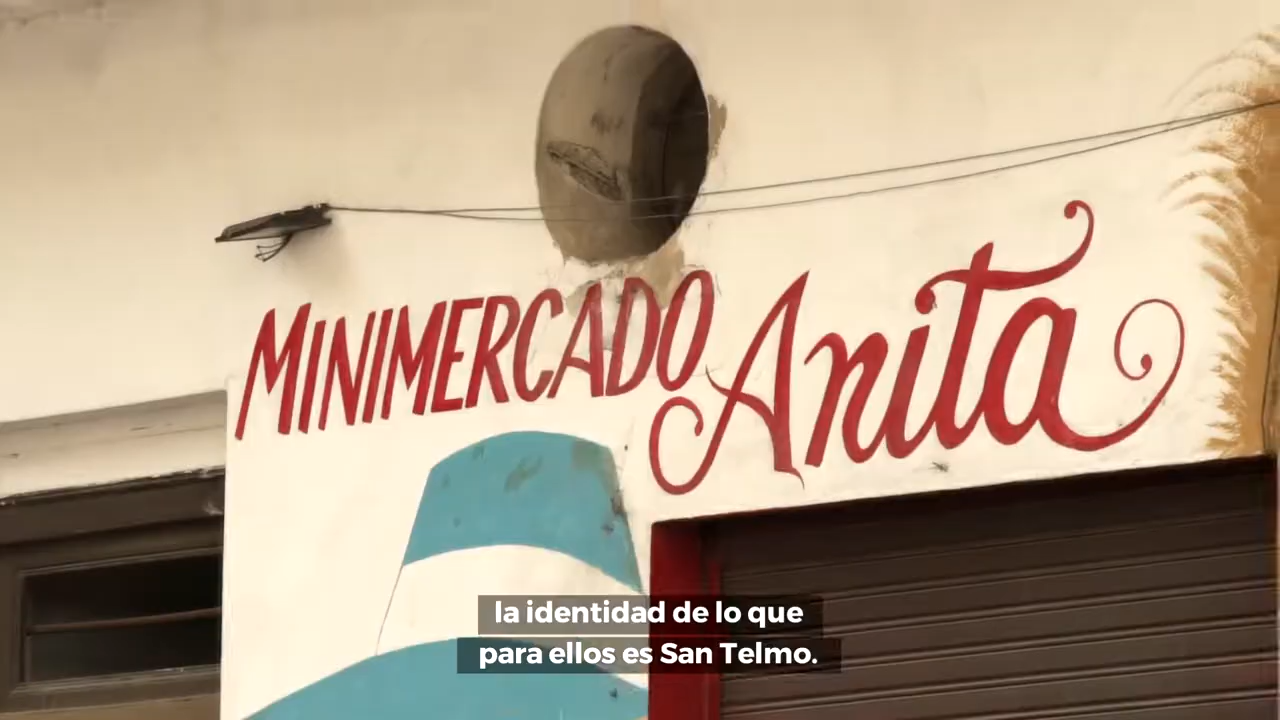 MINIMERCADO Anita
la identidad de lo que
para ellos es San Telmo.